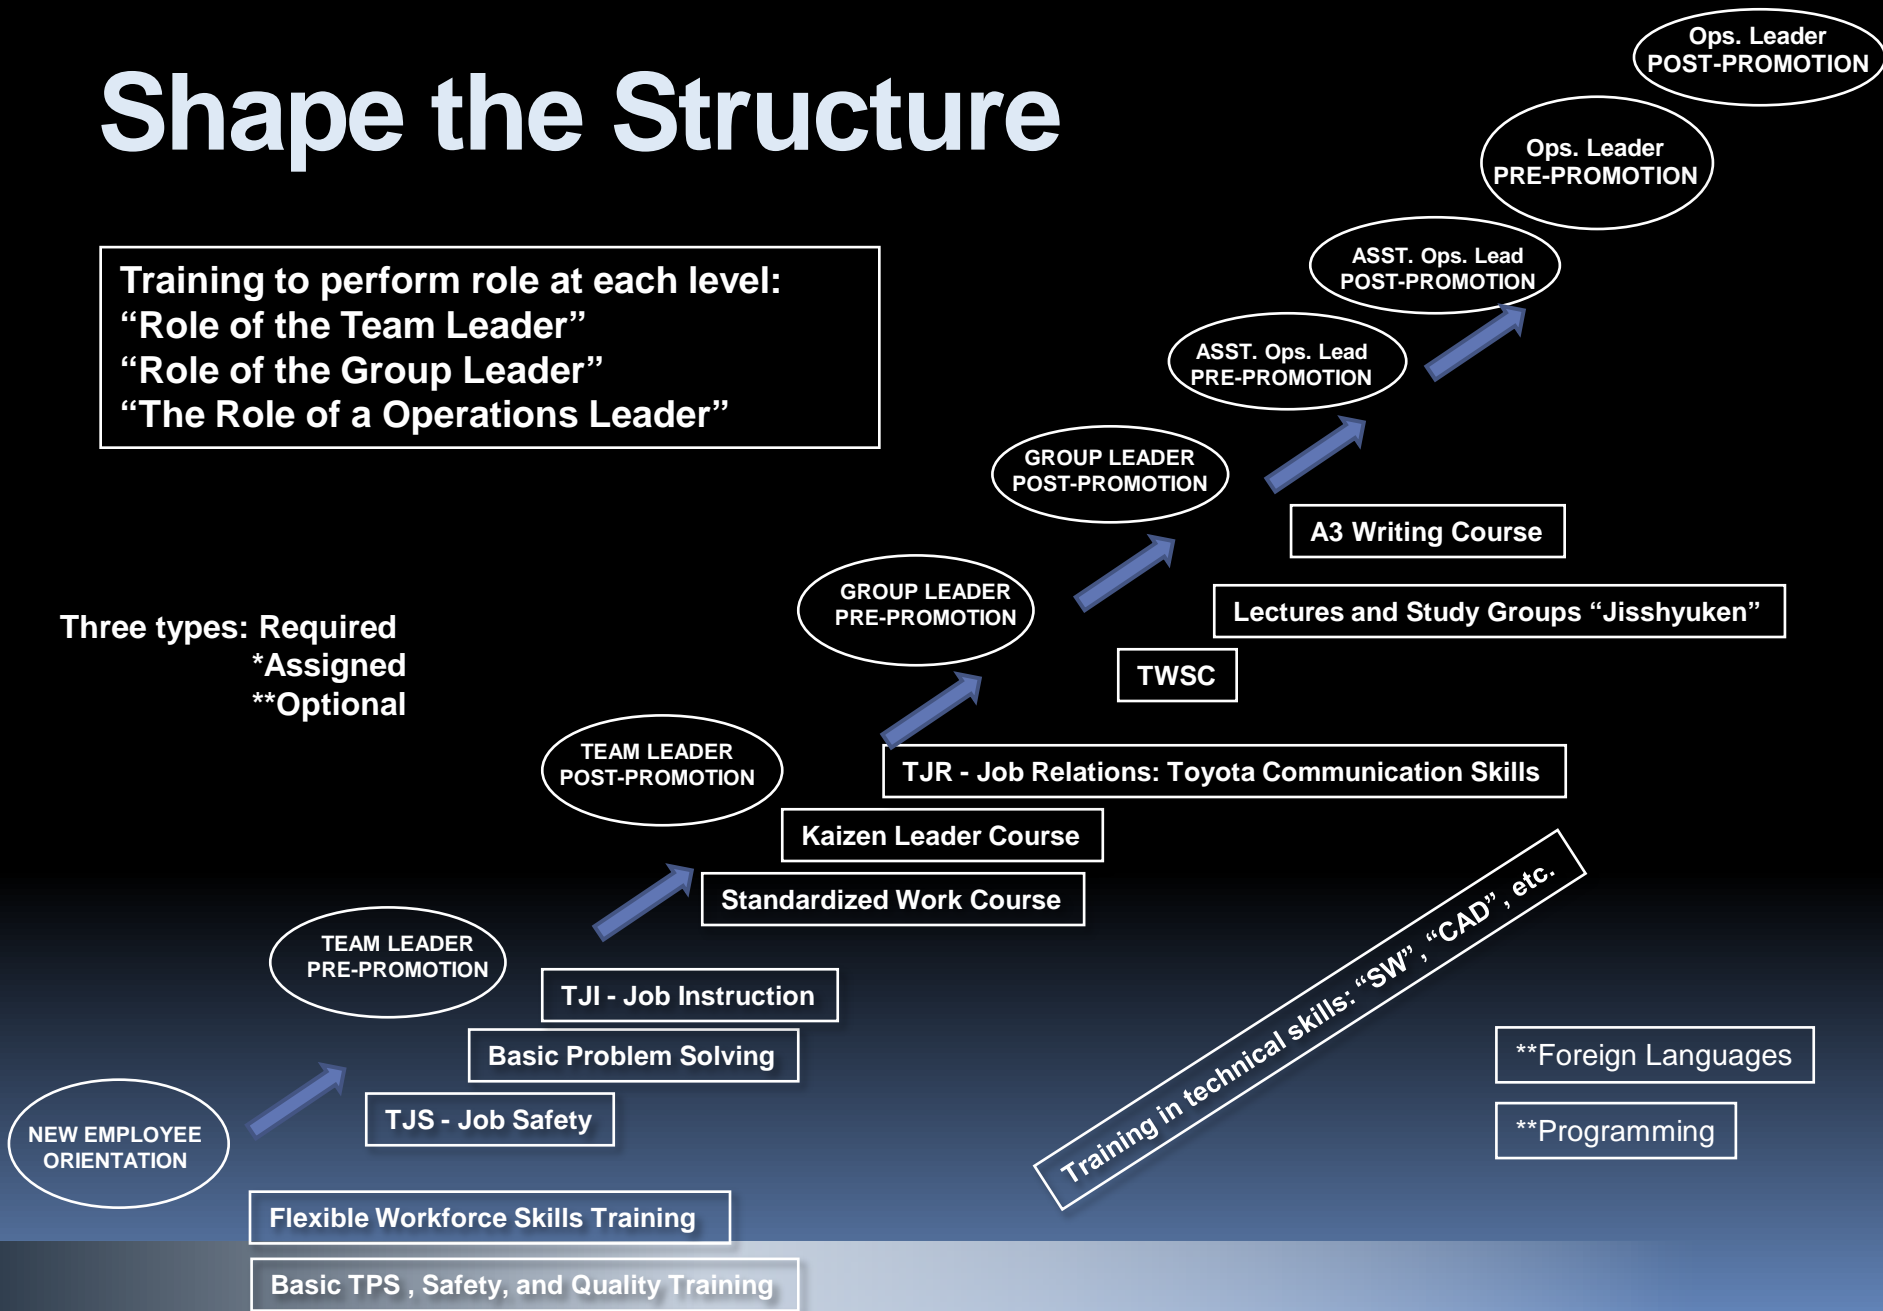 Shape the Structure
Ops. Leader
POST-PROMOTION
Ops. Leader
PRE-PROMOTION
ASST. Ops. Lead
POST-PROMOTION
ASST. Ops. Lead
PRE-PROMOTION
Training to perform role at each level:
“Role of the Team Leader”
“Role of the Group Leader”
“The Role of a Operations Leader”
GROUP LEADER
POST-PROMOTION
A3 Writing Course
GROUP LEADER
PRE-PROMOTION
Lectures and Study Groups “Jisshyuken”
Three types: Required
*Assigned
**Optional
TWSC
TEAM LEADER
POST-PROMOTION
TJR - Job Relations: Toyota Communication Skills
Kaizen Leader Course
Standardized Work Course
TEAM LEADER
PRE-PROMOTION
TJI - Job Instruction
Basic Problem Solving
TJS - Job Safety
NEW EMPLOYEE
ORIENTATION
Training in technical skills: “SW”, “CAD”, etc.
**Foreign Languages
**Programming
Flexible Workforce Skills Training
Basic TPS , Safety, and Quality Training